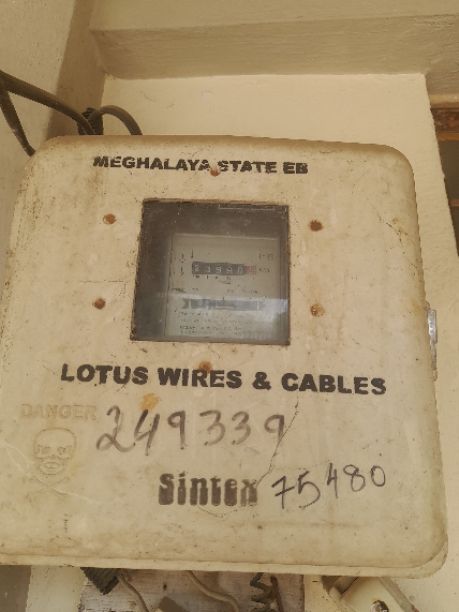 MEGHALAYA STATE EB
LOTUS WIRES & CABLES
DANGER
249339
Sintex 75480